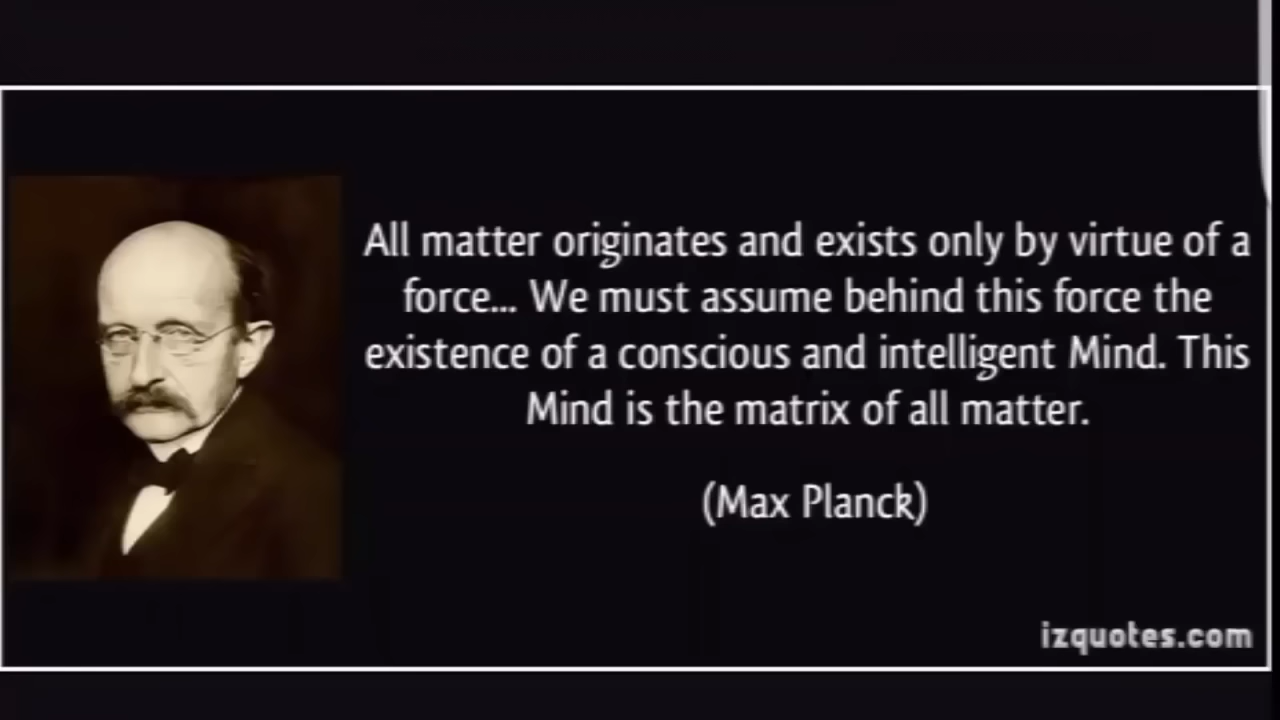 All matter originates and exists only by virtue of a
force... We must assume behind this force the
existence of a conscious and intelligent Mind. This
Mind is the matrix of all matter.
(Max Planck)
izquotes.com